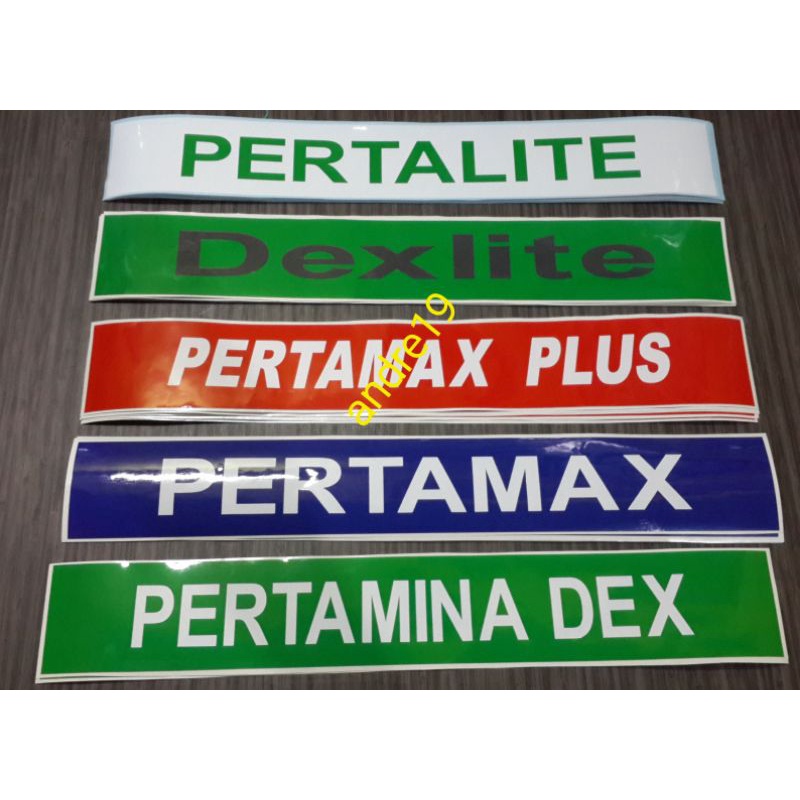 PERTALITE
Dexlite
PERTAMAX PLUS
andre19
PERTAMAX
PERTAMINA DEX